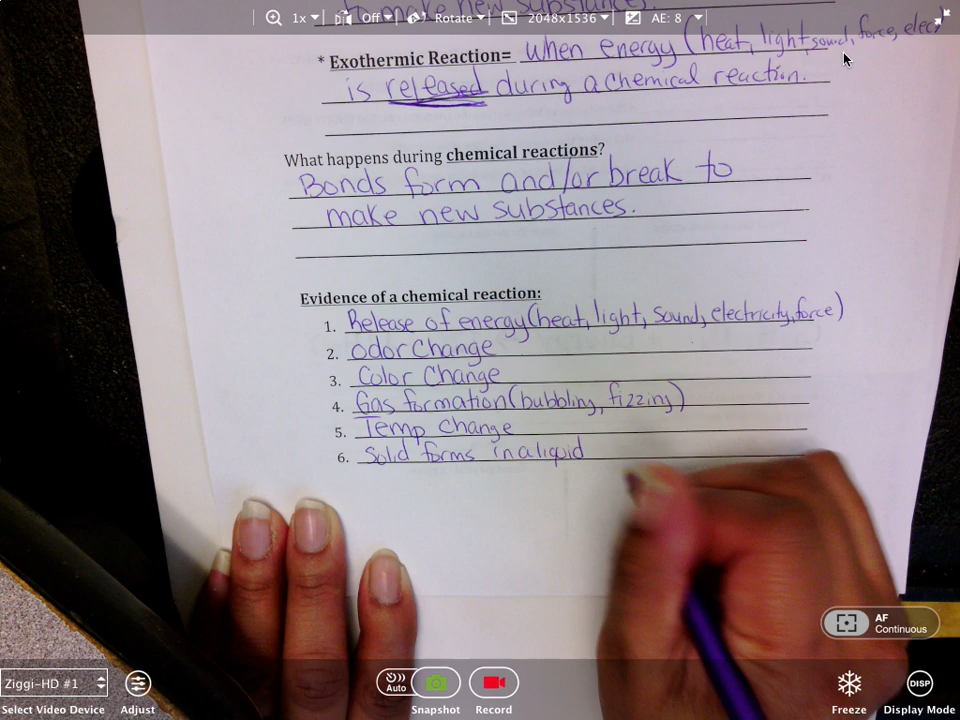 to make new substances.
1x Off Rotate 2048x1536 AE: 8
* Exothermic Reaction= when energy (heat, light, sound, force, elec)
is released during a chemical reaction.
What happens during chemical reactions?
Bonds form and/or break to
make new substances.
Evidence of a chemical reaction:
1. Release of energy (heat, light, sound, electricity, force)
2. odor Change
3. Color Change
4. Gas formation (bubbling, fizzing)
5. Temp Change
6. Solid forms in a liquid
AF
Continuous
Ziggi-HD #1
Auto
Select Video Device Adjust Snapshot Record Freeze DISP Display Mode